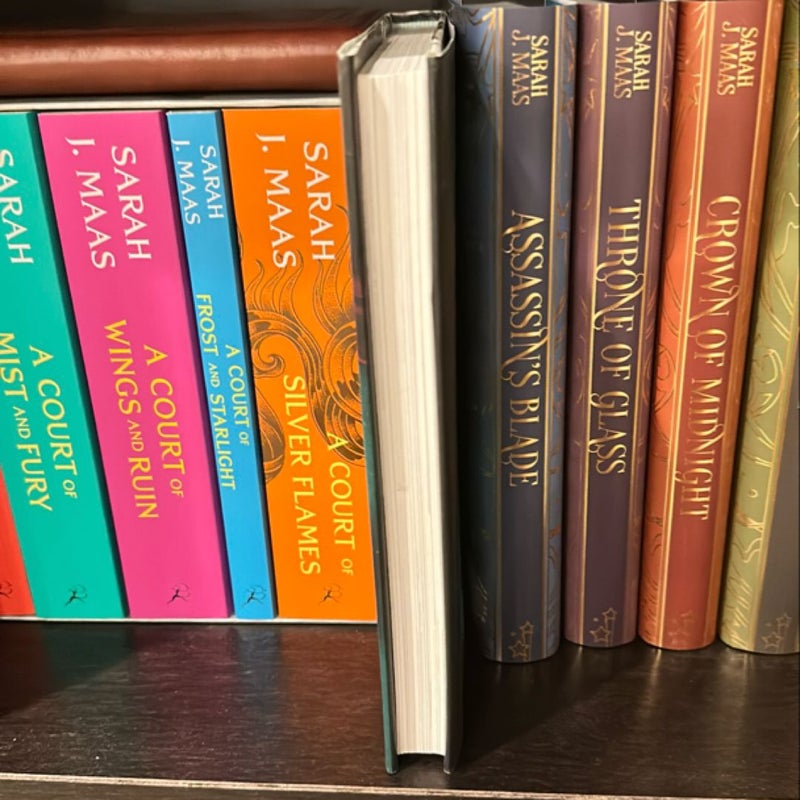 SARAH
A COURT OF
MIST AND FURY
SARAH
J. MAAS
A COURT OF
WINGS AND RUIN
SARAH
J. MAAS
A COURT OF
FROST AND STARLIGHT
SARAH
J. MAAS
A COURT OF
SILVER FLAMES
SARAH
J. MAAS
ASSASSIN'S BLADE
SARAH
J. MAAS
THRONE OF GLASS
SARAH
J. MAAS
CROWN OF MIDNIGHT